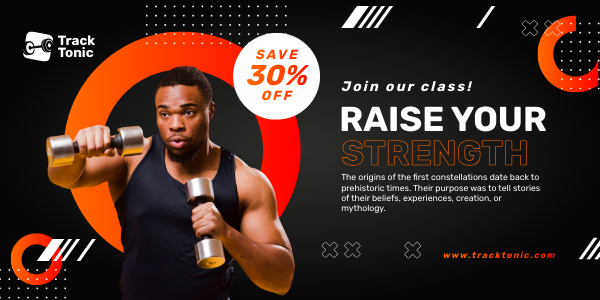 Track
Tonic
SAVE
30%
OFF
Join our class!
RAISE YOUR
STRENGTH
The origins of the first constellations date back to
prehistoric times. Their purpose was to tell stories
of their beliefs, experiences, creation, or
mythology.
www.tracktonic.com